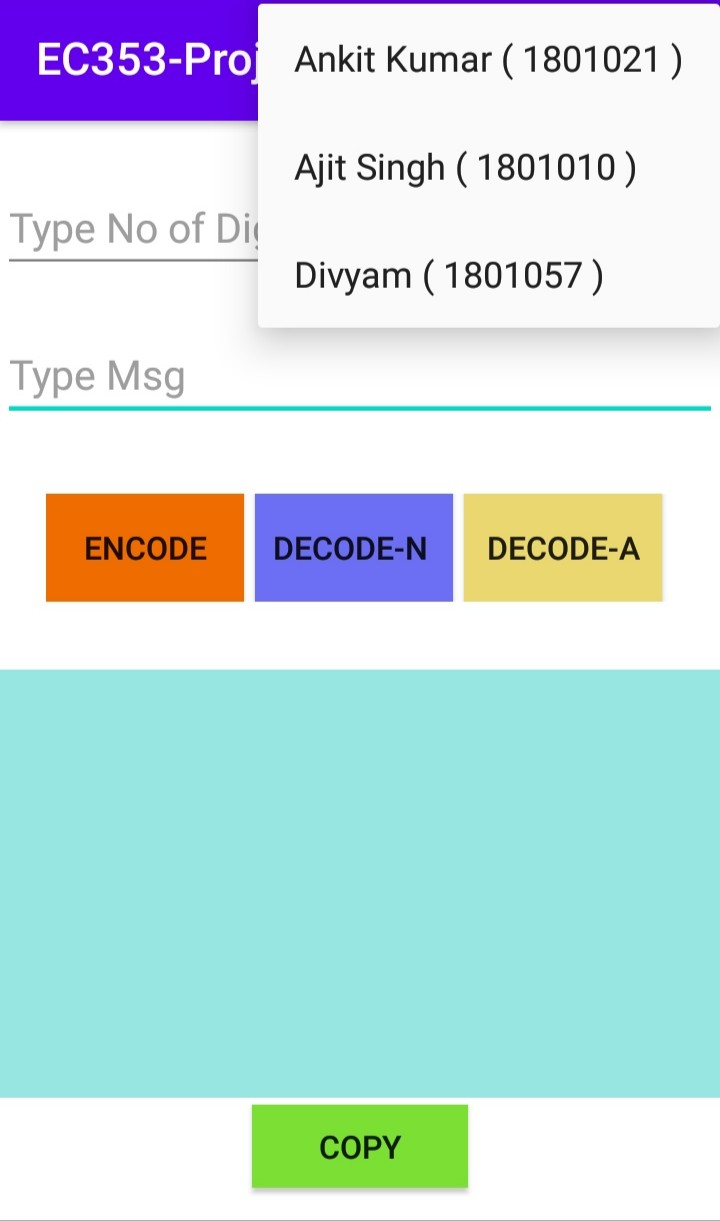 EC353-Proj
Ankit Kumar ( 1801021 )
Ajit Singh ( 1801010 )
Divyam ( 1801057 )
Type No of Dig
Type Msg
ENCODE
DECODE-N
DECODE-A
COPY